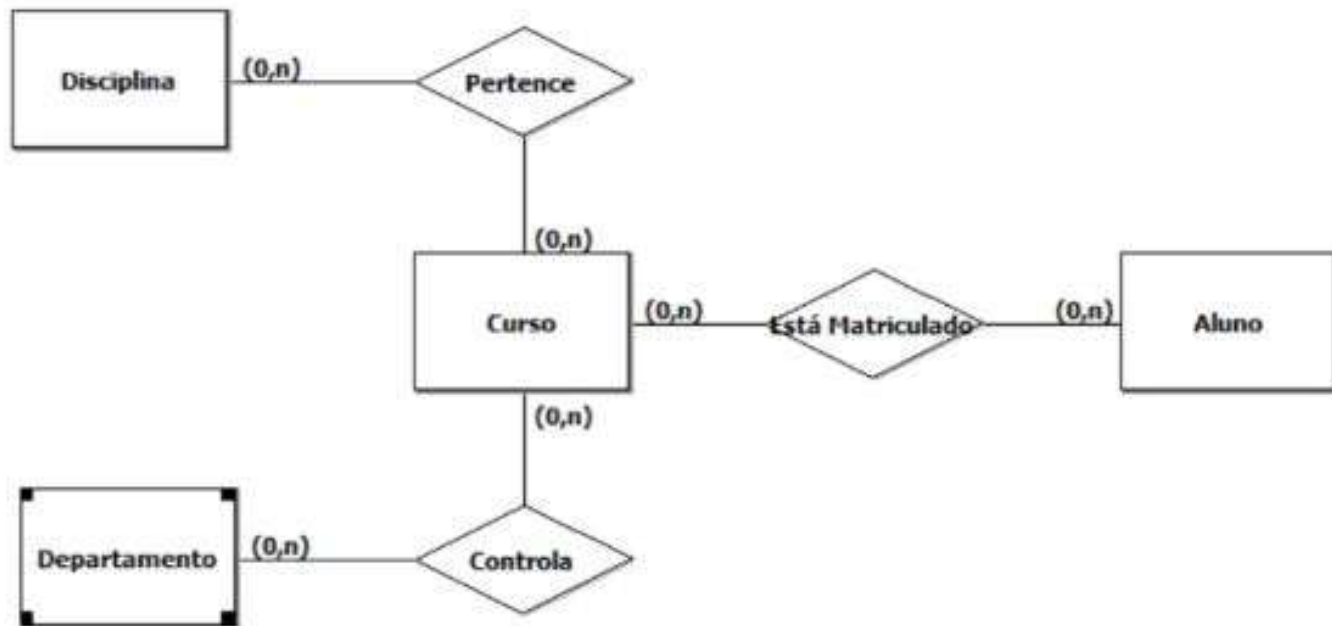 Disciplina
(0,n)
Pertence
(0,n)
Curso
(0,n)
Está Matriculado
(0,n)
Aluno
(0,n)
Departamento
(0,n)
Controla